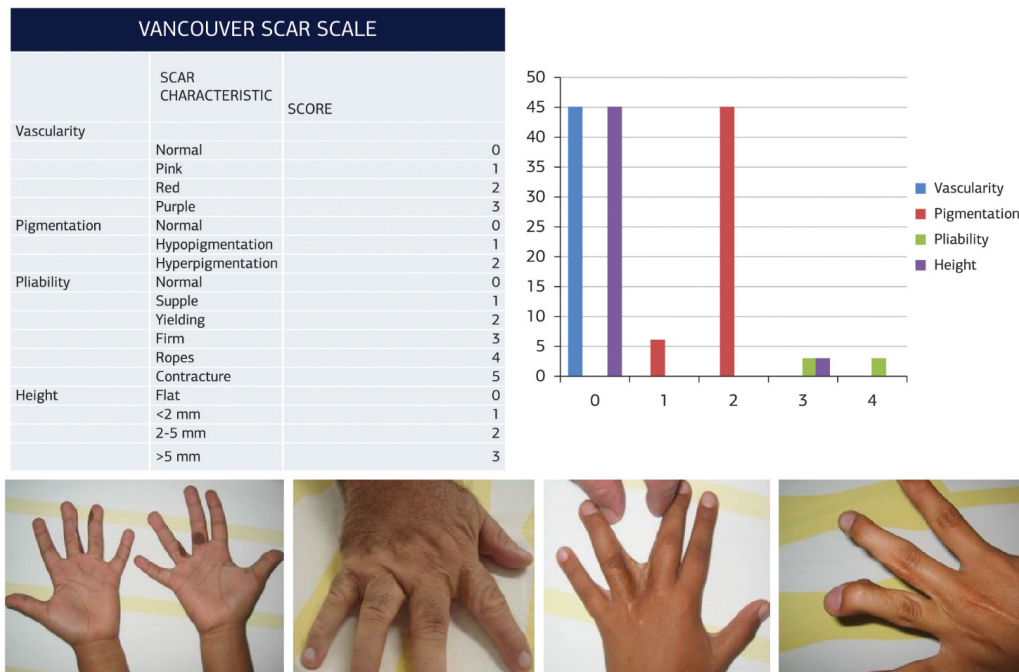 VANCOUVER SCAR SCALE
SCAR
CHARACTERISTIC
SCORE
Vascularity
Normal 0
Pink 1
Red 2
Purple 3
Pigmentation Normal 0
Hypopigmentation 1
Hyperpigmentation 2
Pliability Normal 0
Supple 1
Yielding 2
Firm 3
Ropes 4
Contracture 5
Height Flat 0
<2 mm 1
2-5 mm 2
>5 mm 3
50
45
40
35
30
25
20
15
10
5
0
0 1 2 3 4
Vascularity
Pigmentation
Pliability
Height